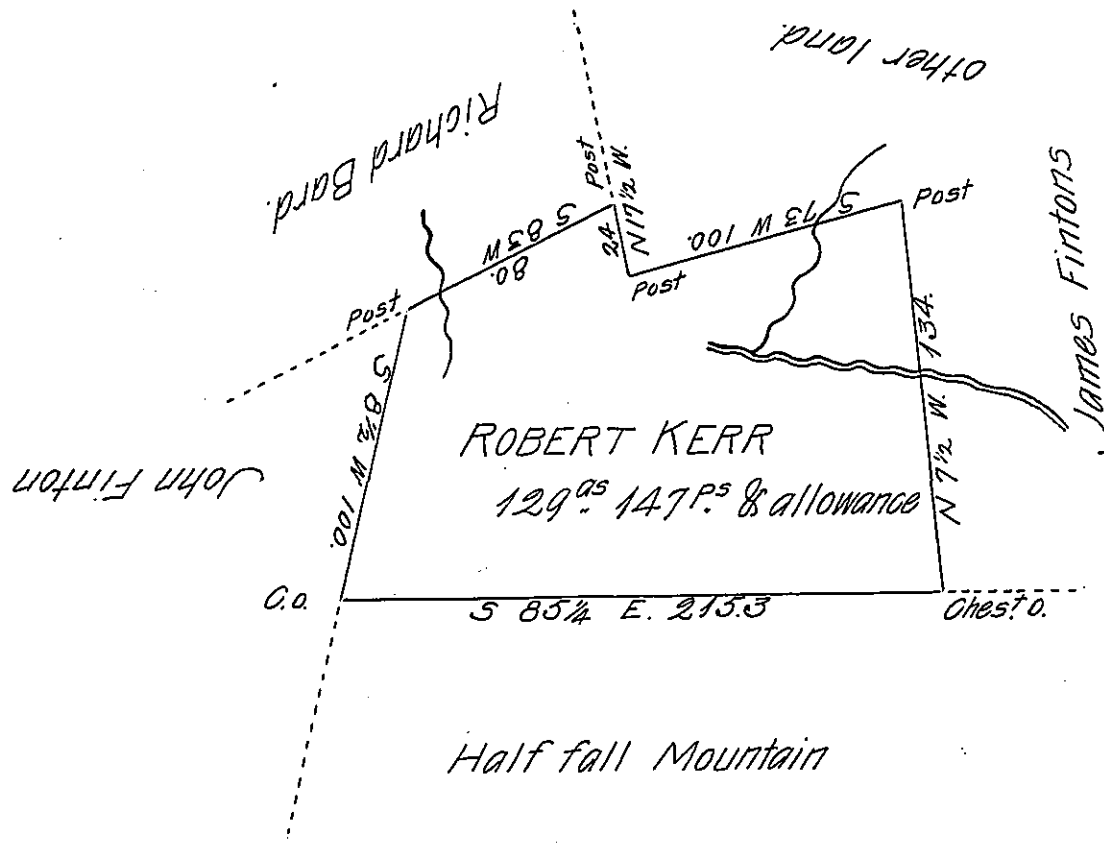 other land.
Richard Bard.
Post
N 17½ W.
24
S 83 W
80.
S 73 W 100.
Post
Post
Post
James Fintons
N 7½ W. 134.
S 8½ W 100.
John Finton
ROBERT KERR
129as 147Ps & allowance
C.o.
S 85¼ E. 215.3
Chest o.
Half fall Mountain